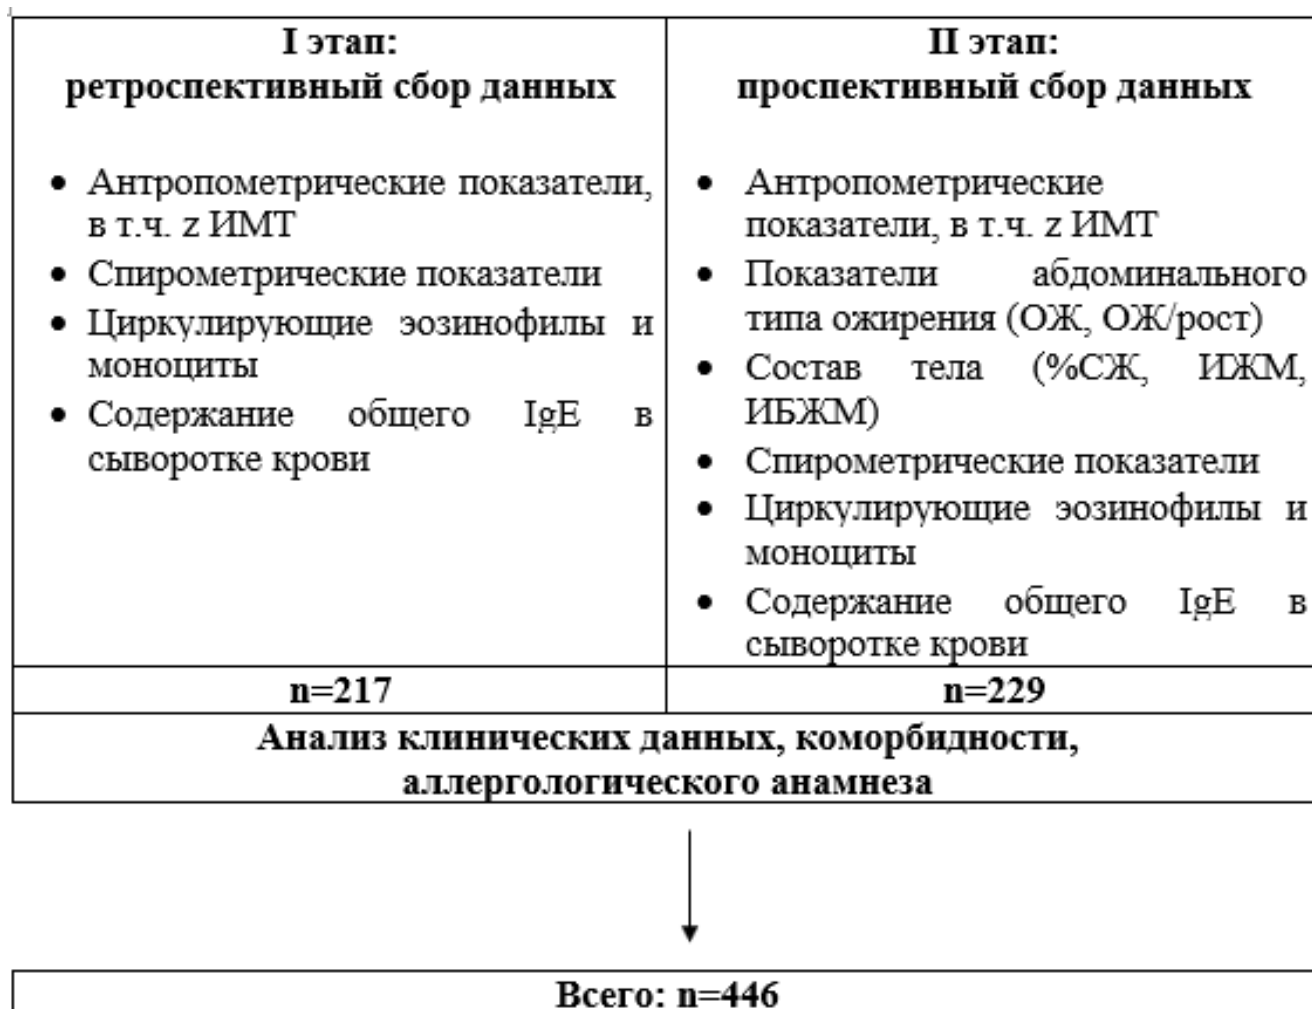 I этап:
ретроспективный сбор данных
• Антропометрические показатели,
в т.ч. z ИМТ
• Спирометрические показатели
• Циркулирующие эозинофилы и
моноциты
• Содержание общего IgE в
сыворотке крови
II этап:
проспективный сбор данных
• Антропометрические
показатели, в т.ч. z ИМТ
• Показатели абдоминального
типа ожирения (ОЖ, ОЖ/рост)
• Состав тела (%СЖ, ИЖМ,
ИБЖМ)
• Спирометрические показатели
• Циркулирующие эозинофилы и
моноциты
• Содержание общего IgE в
сыворотке крови
n=217
n=229
Анализ клинических данных, коморбидности,
аллергологического анамнеза
Всего: n=446